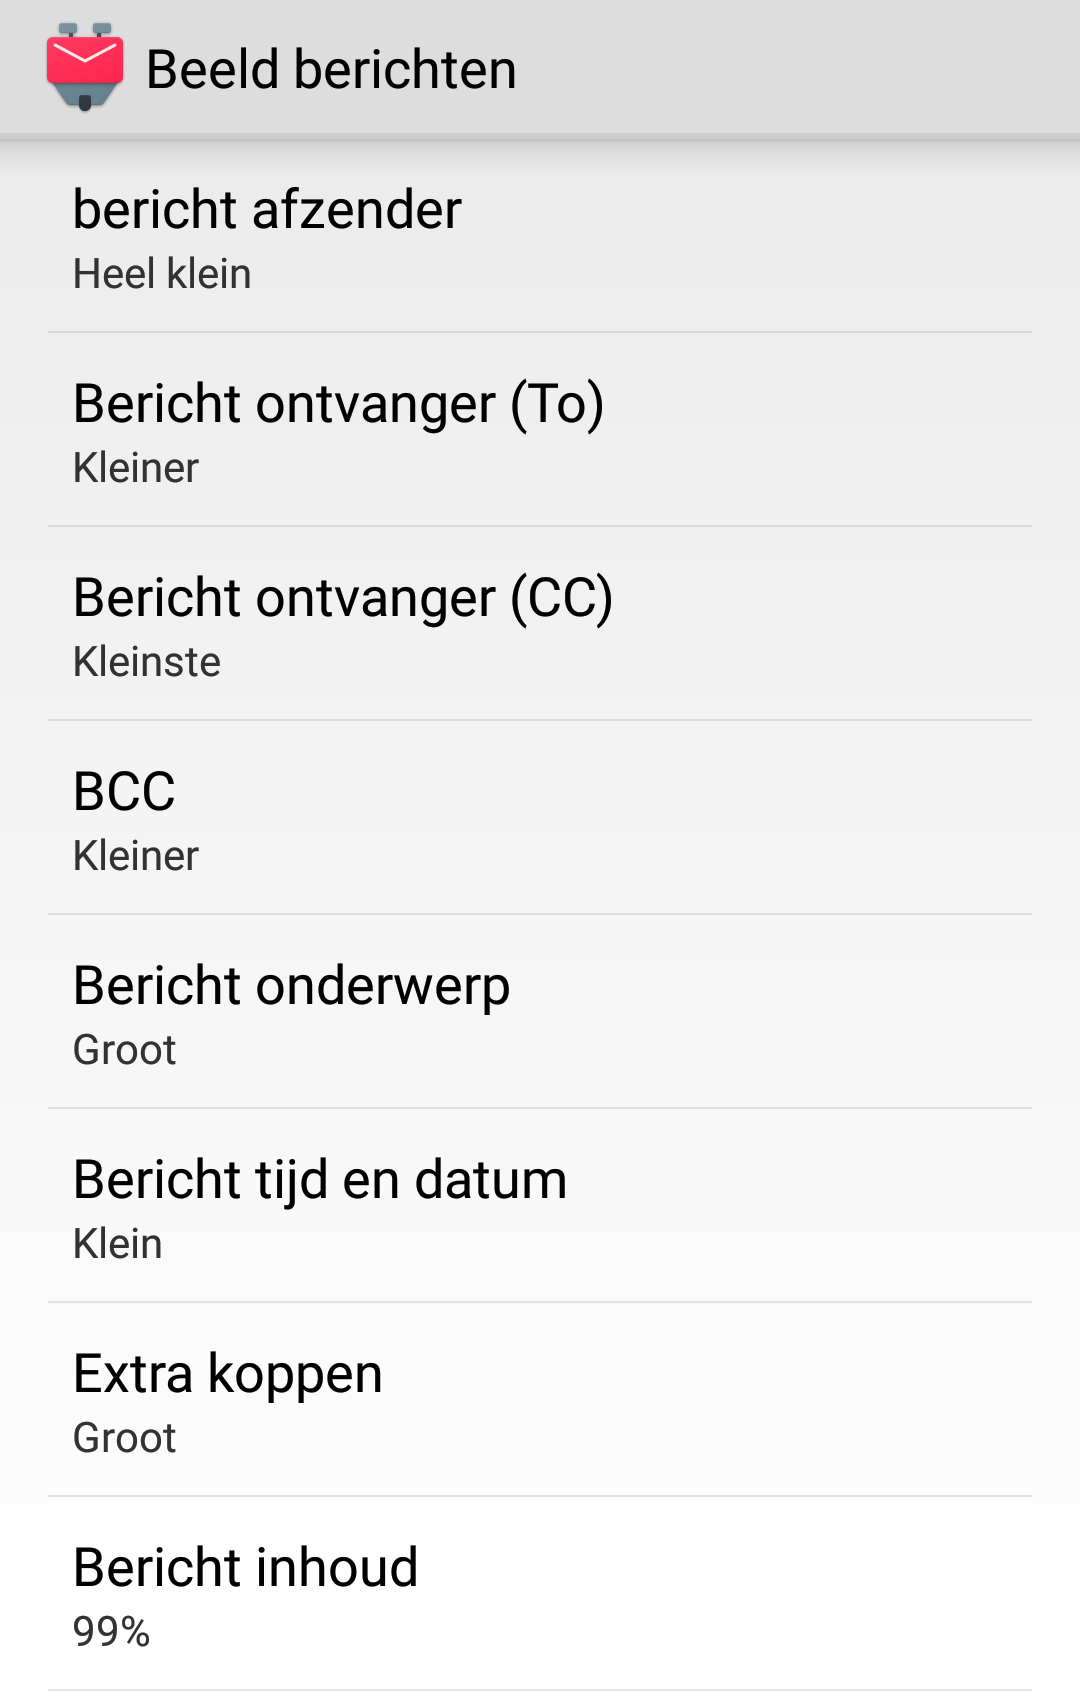 Beeld berichten
bericht afzender
Heel klein
Bericht ontvanger (To)
Kleiner
Bericht ontvanger (CC)
Kleinste
BCC
Kleiner
Bericht onderwerp
Groot
Bericht tijd en datum
Klein
Extra koppen
Groot
Bericht inhoud
99%